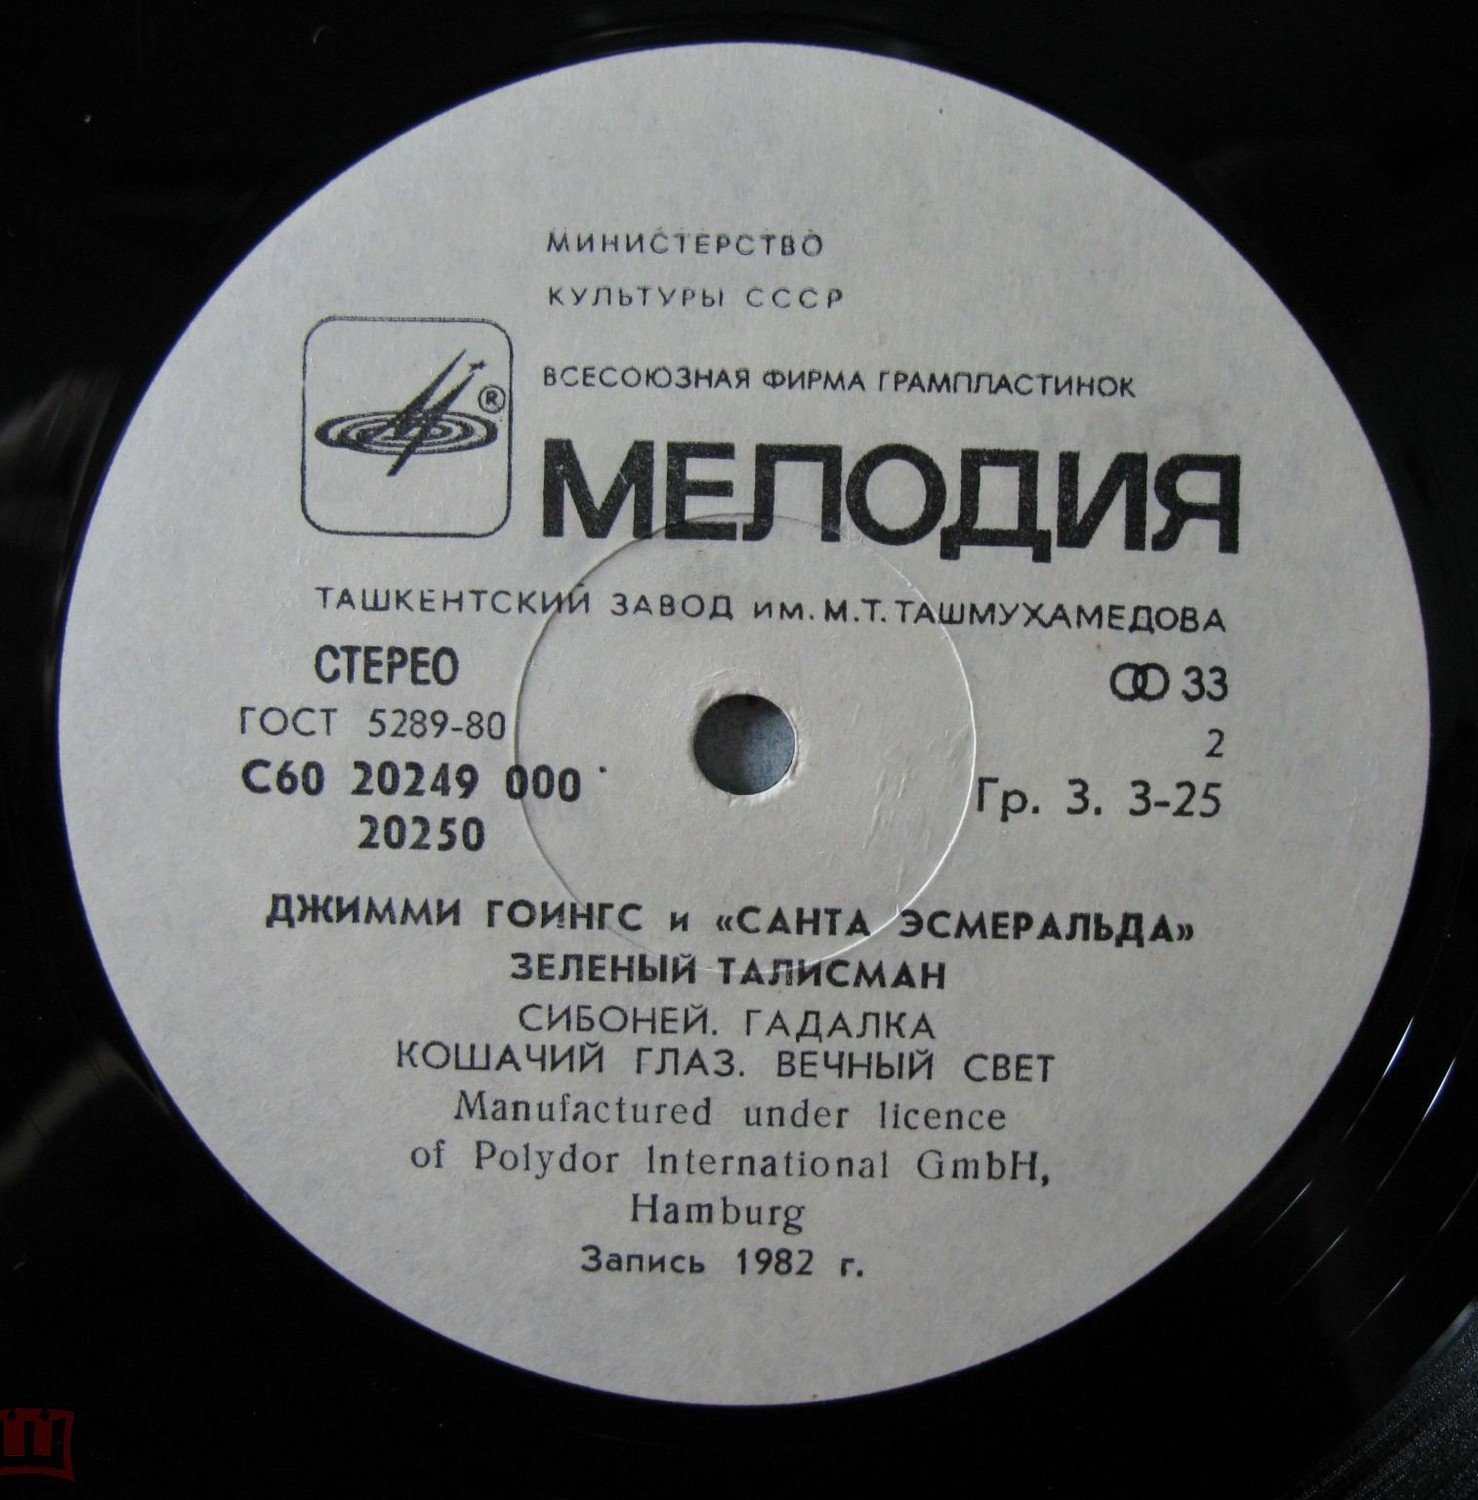 МИНИСТЕРСТВО
КУЛЬТУРЫ СССР
ВСЕСОЮЗНАЯ ФИРМА ГРАМПЛАСТИНОК
®
МЕЛОДИЯ
ТАШКЕНТСКИЙ ЗАВОД ИМ. М.Т. ТАШМУХАМЕДОВА
СТЕРЕО
33
ГОСТ 5289-80
2
С60 20249 000
Гр. 3. 3-25
20250
ДЖИММИ ГОИНГС и «САНТА ЭСМЕРАЛЬДА»
ЗЕЛЕНЫЙ ТАЛИСМАН
СИБОНЕЙ. ГАДАЛКА
КОШАЧИЙ ГЛАЗ. ВЕЧНЫЙ СВЕТ
Manufactured under licence
of Polydor International GmbH,
Hamburg
Запись 1982 г.